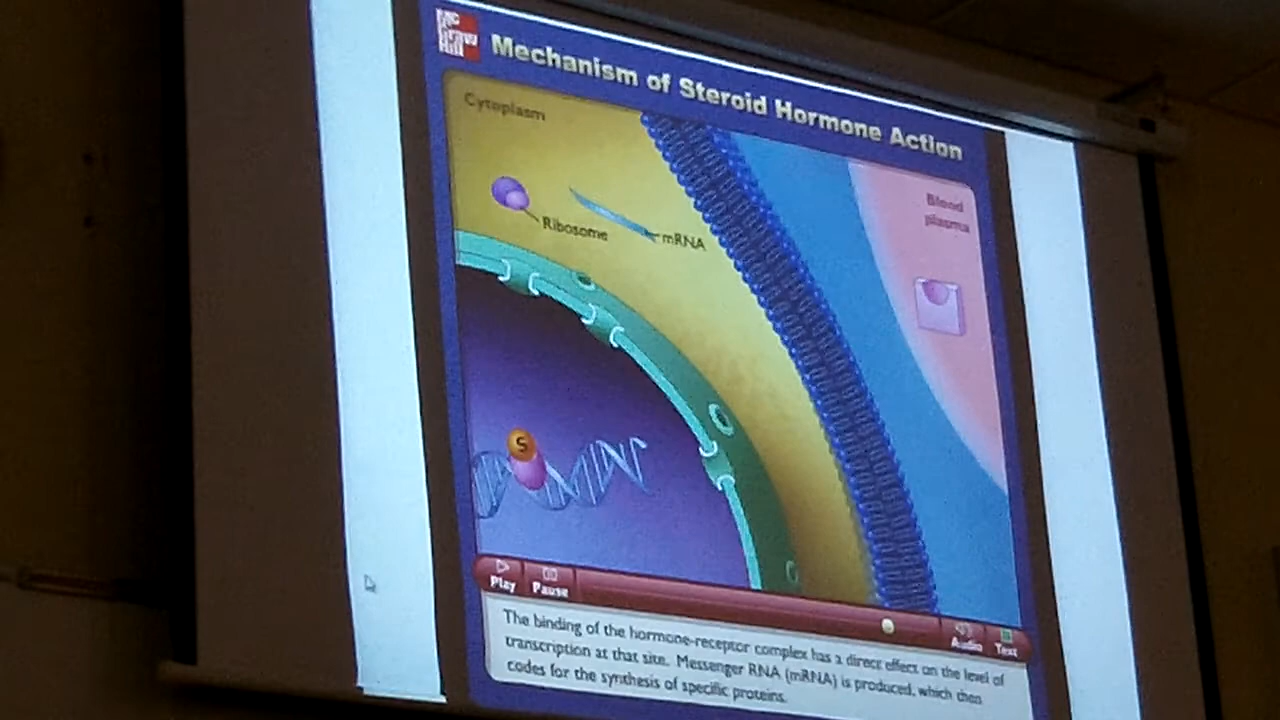 Mc
Graw
Hill
Mechanism of Steroid Hormone Action
Cytoplasm
Blood
plasma
Ribosome
mRNA
S
Play
Pause
Audio
Text
The binding of the hormone-receptor complex has a direct effect on the level of
transcription at that site. Messenger RNA (mRNA) is produced, which then
codes for the synthesis of specific proteins.